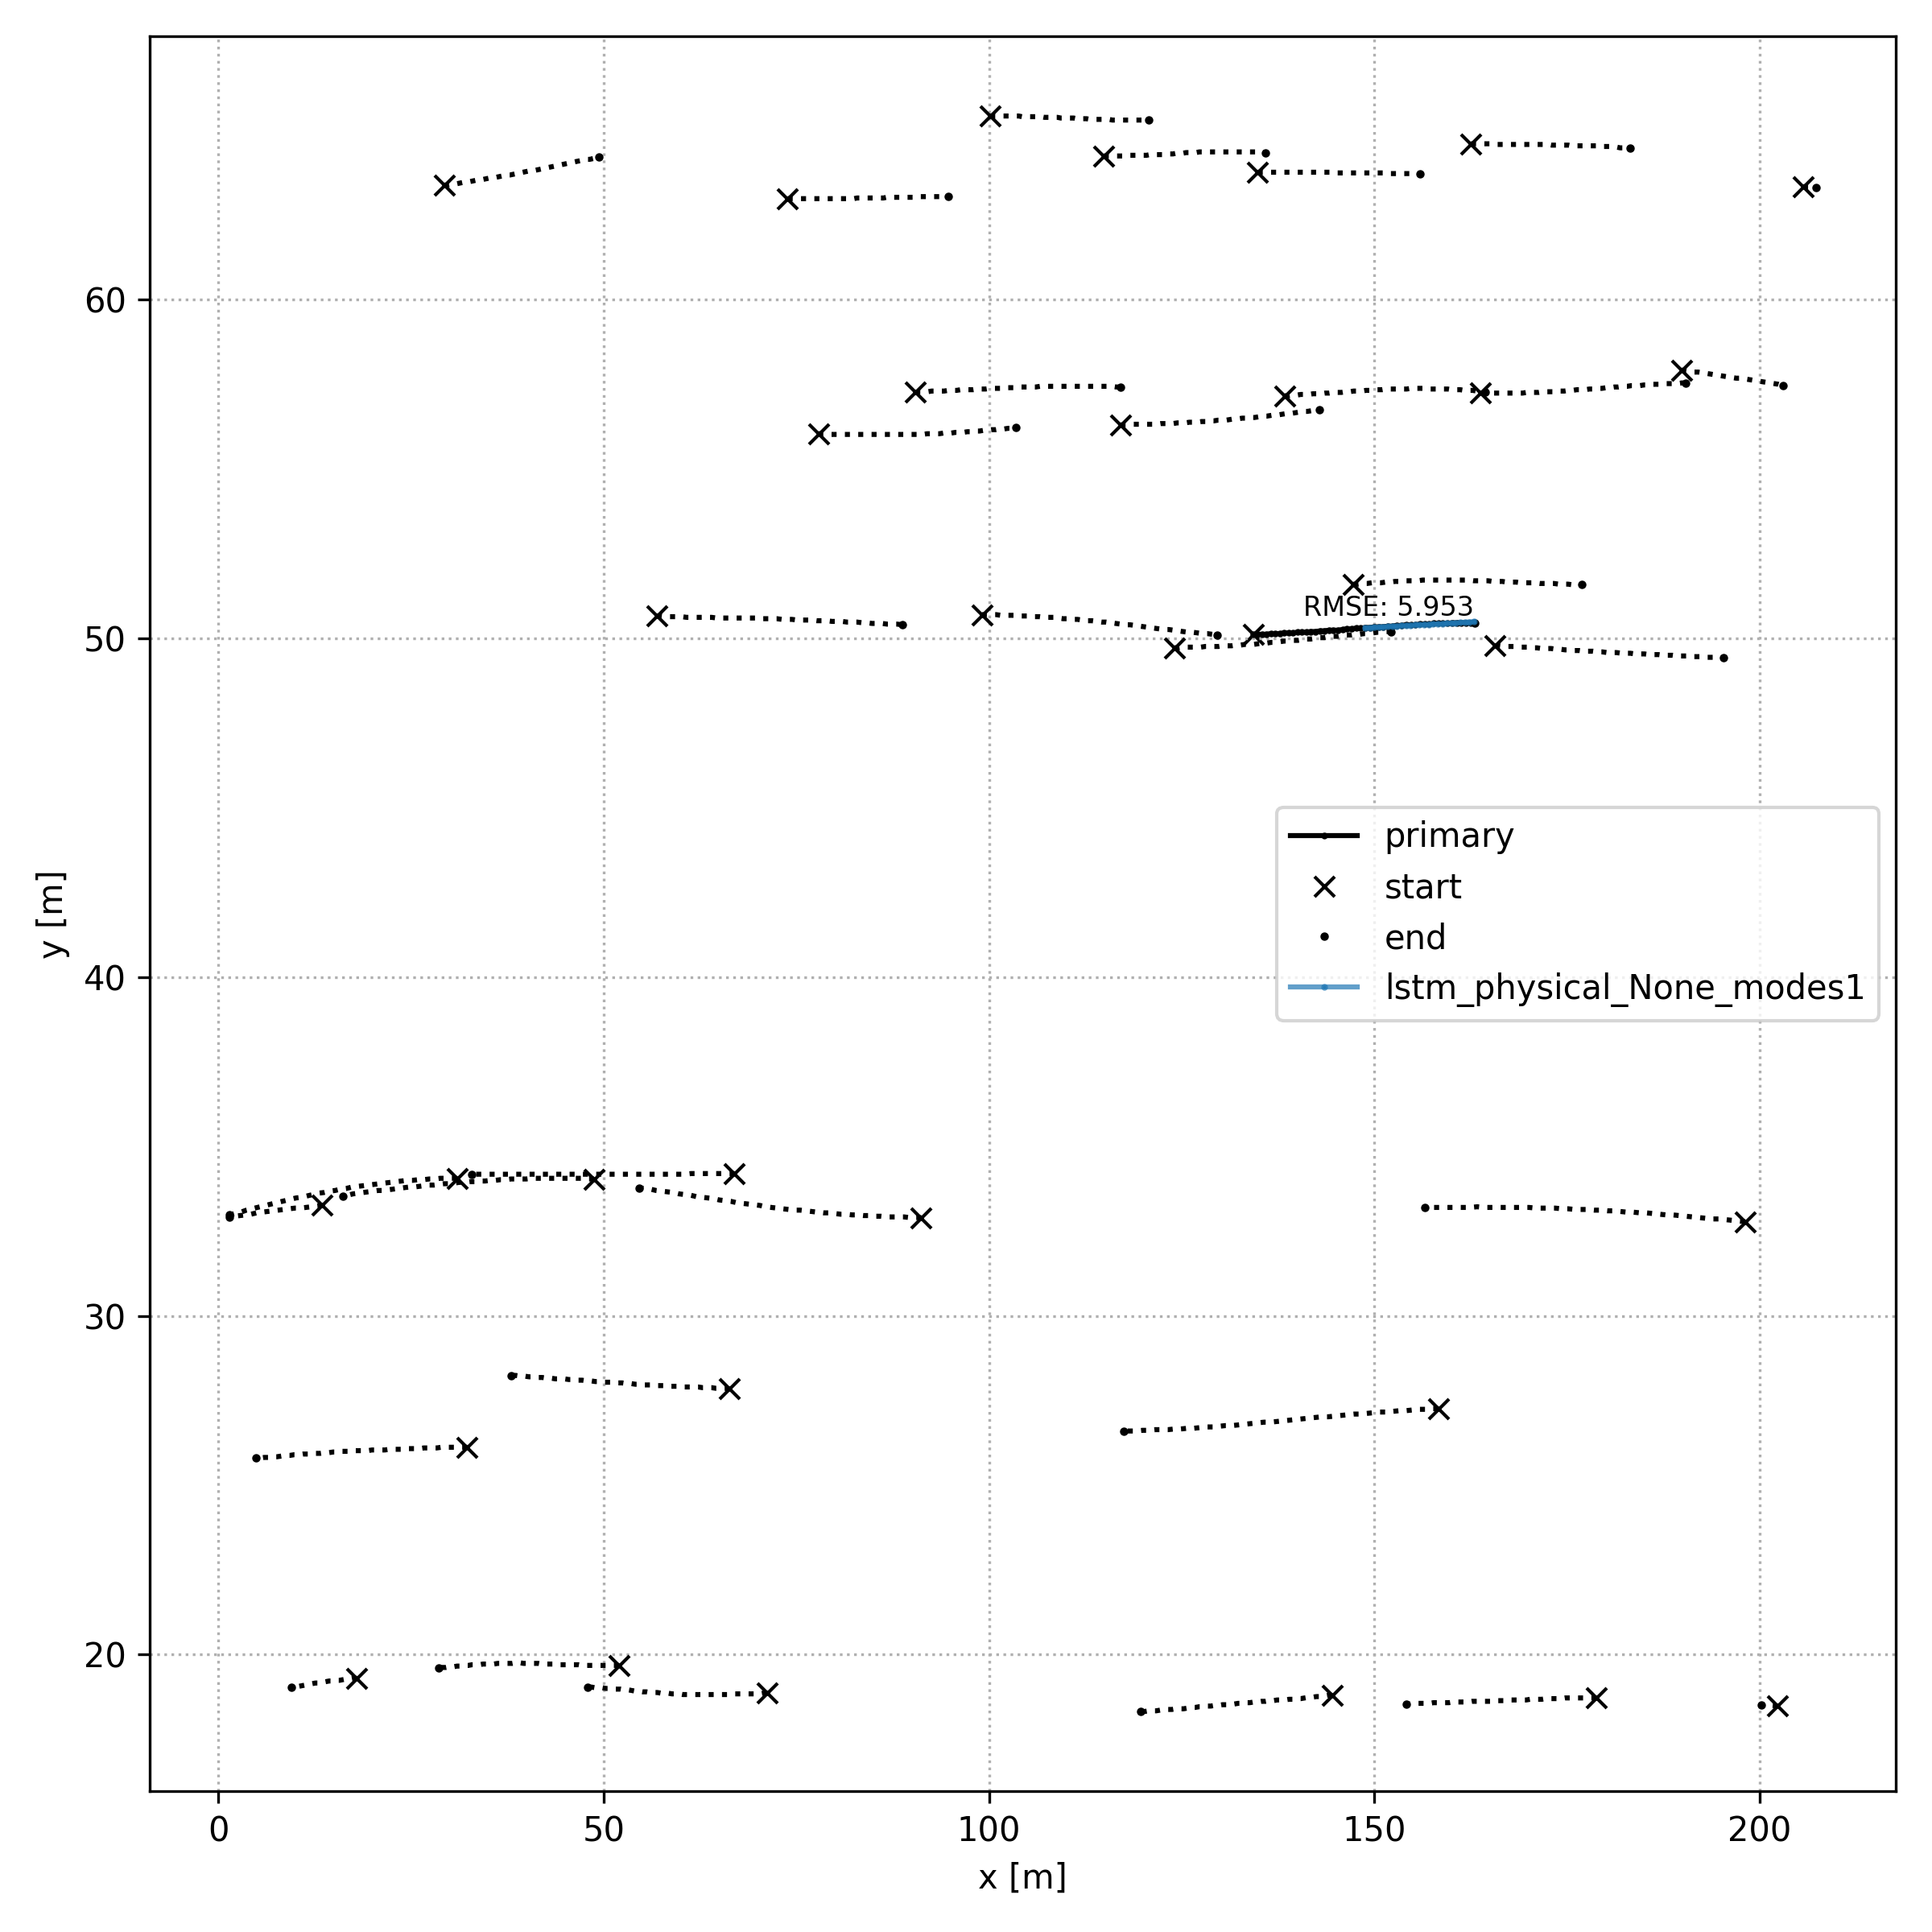 60
50
40
30
20
y [m]
RMSE: 5.953
primary
start
end
lstm_physical_None_modes1
0
50
100
150
200
x [m]